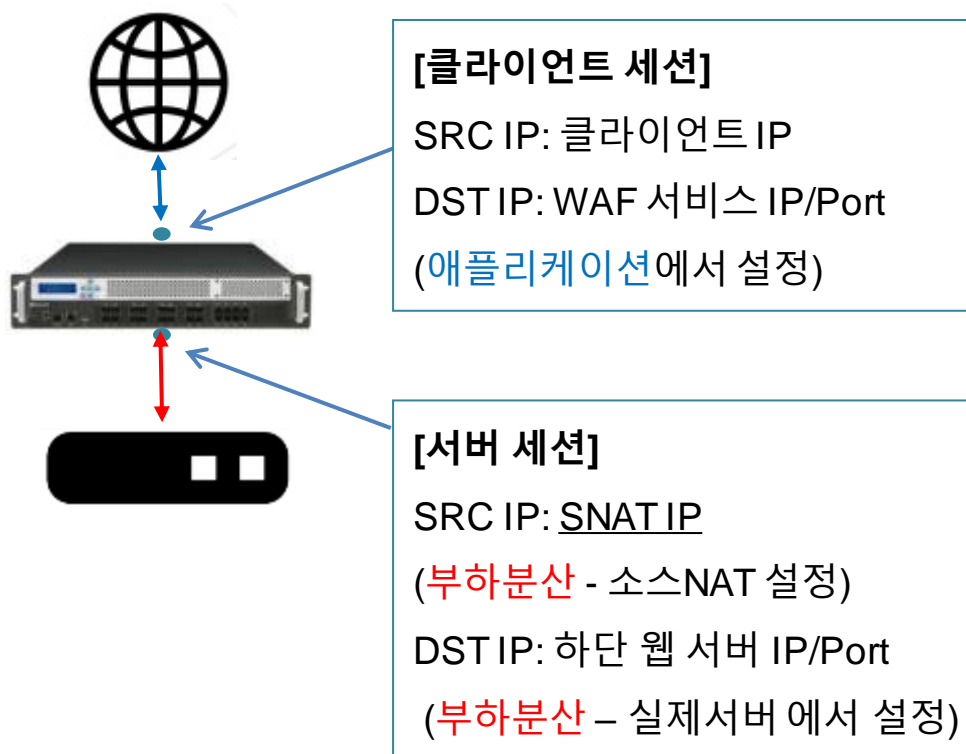 [클라이언트 세션]
SRC IP: 클라이언트 IP
DST IP: WAF 서비스 IP/Port
(애플리케이션에서 설정)
[서버 세션]
SRC IP: SNAT IP
(부하분산 - 소스NAT 설정)
DST IP: 하단 웹 서버 IP/Port
(부하분산 – 실제서버 에서 설정)